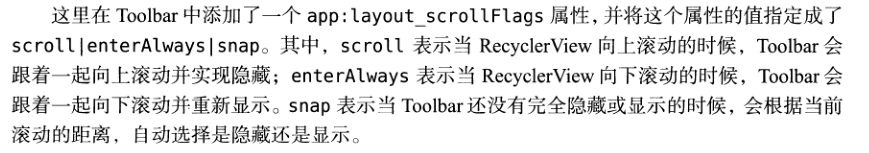 这里在 Toolbar 中添加了一个 app:layout_scrollFlags 属性，并将这个属性的值指定成了
scroll|enterAlways|snap。其中，scroll 表示当 RecyclerView 向上滚动的时候，Toolbar 会
跟着一起向上滚动并实现隐藏；enterAlways 表示当 RecyclerView 向下滚动的时候，Toolbar 会
跟着一起向下滚动并重新显示。snap 表示当 Toolbar 还没有完全隐藏或显示的时候，会根据当前
滚动的距离，自动选择是隐藏还是显示。